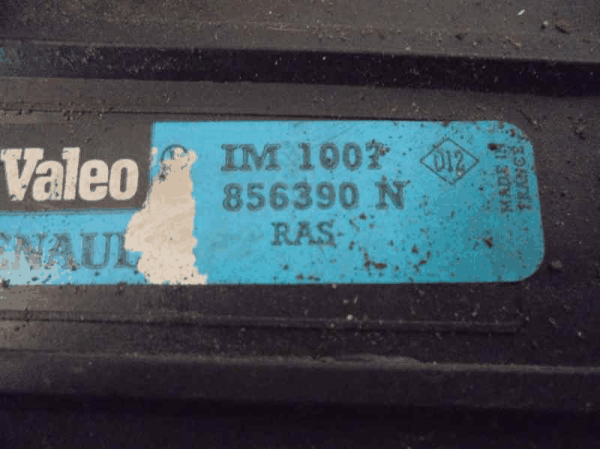 Valeo
IM 1007
856390 N
RAS
ENAUL
D12
MADE IN
FRANCE